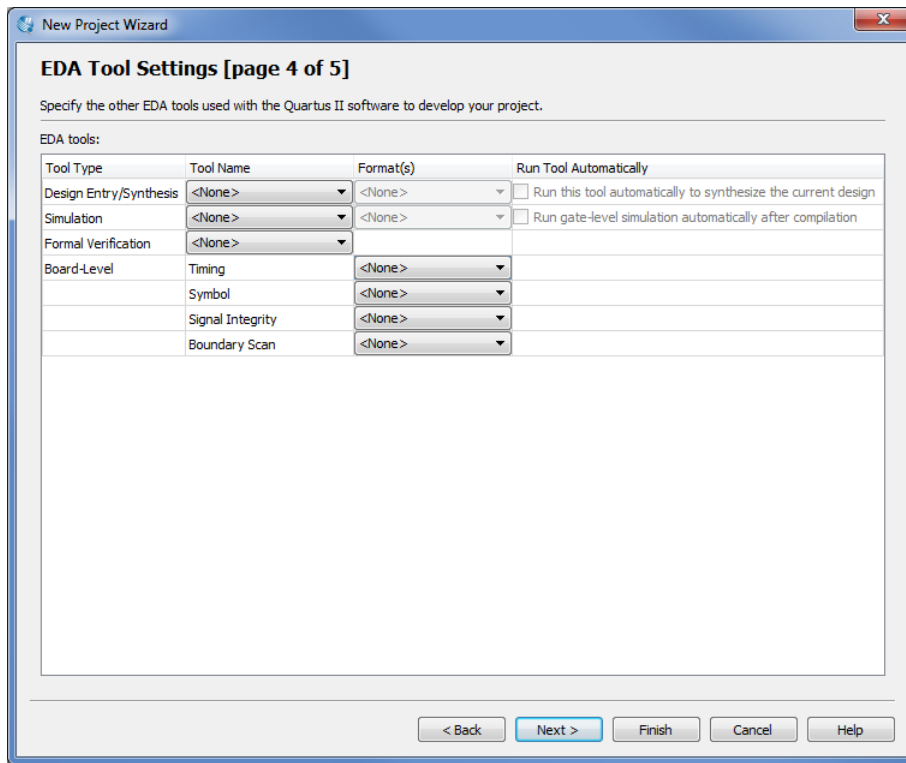 New Project Wizard
EDA Tool Settings [page 4 of 5]
Specify the other EDA tools used with the Quartus II software to develop your project.
EDA tools:
Tool Type Tool Name Format(s) Run Tool Automatically
Design Entry/Synthesis <None> <None> Run this tool automatically to synthesize the current design
Simulation <None> <None> Run gate-level simulation automatically after compilation
Formal Verification <None>
Board-Level Timing <None>
Symbol <None>
Signal Integrity <None>
Boundary Scan <None>
< Back Next > Finish Cancel Help